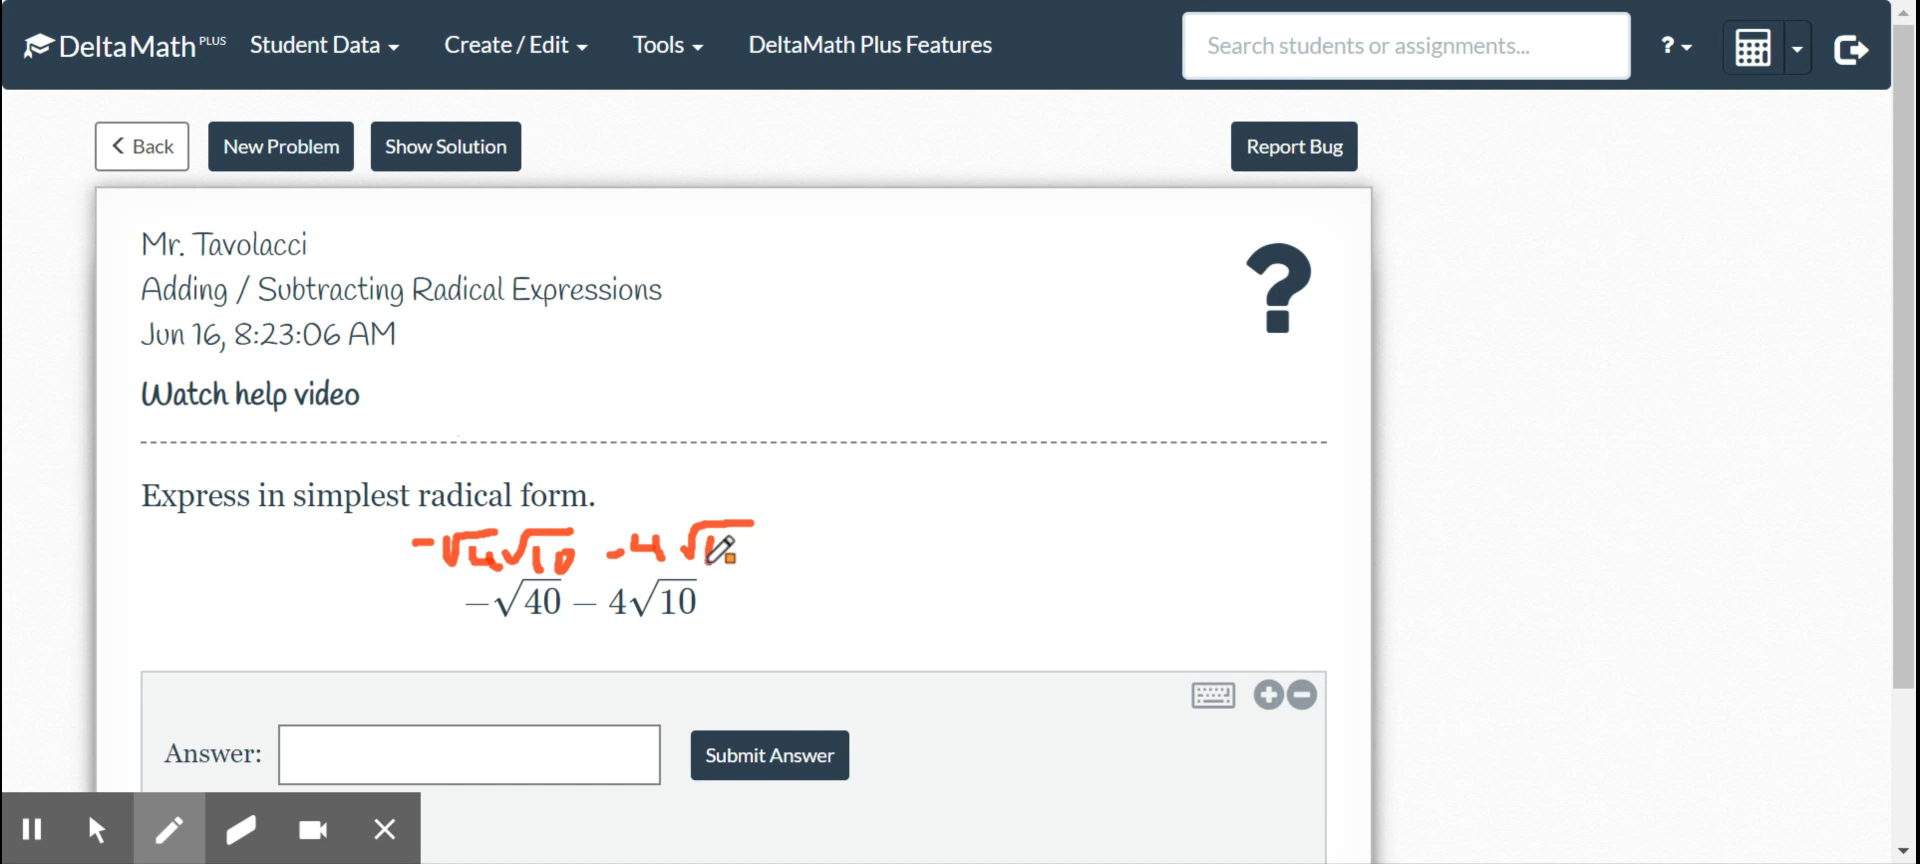 DeltaMath PLUS Student Data Create / Edit Tools DeltaMath Plus Features Search students or assignments... ?
Back New Problem Show Solution Report Bug
Mr. Tavolacci
Adding / Subtracting Radical Expressions
Jun 16, 8:23:06 AM
?
Watch help video
Express in simplest radical form.
-√4√10 -4√1
−√40 − 4√10
Answer: Submit Answer